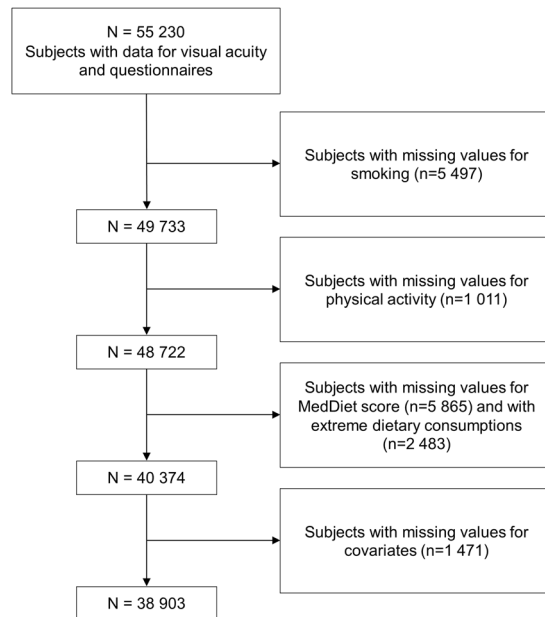 N = 55 230
Subjects with data for visual acuity
and questionnaires
Subjects with missing values for
smoking (n=5 497)
N = 49 733
Subjects with missing values for
physical activity (n=1 011)
N = 48 722
Subjects with missing values for
MedDiet score (n=5 865) and with
extreme dietary consumptions
(n=2 483)
N = 40 374
Subjects with missing values for
covariates (n=1 471)
N = 38 903